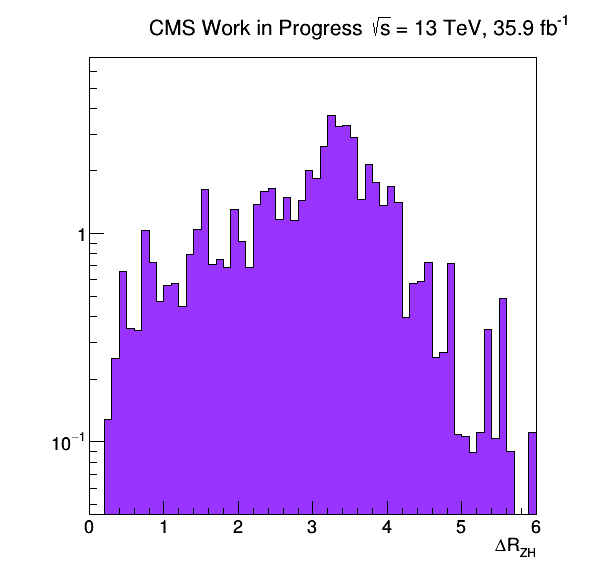 CMS Work in Progress √s = 13 TeV, 35.9 fb⁻¹
1
10⁻¹
0 1 2 3 4 5 6
ΔR_ZH